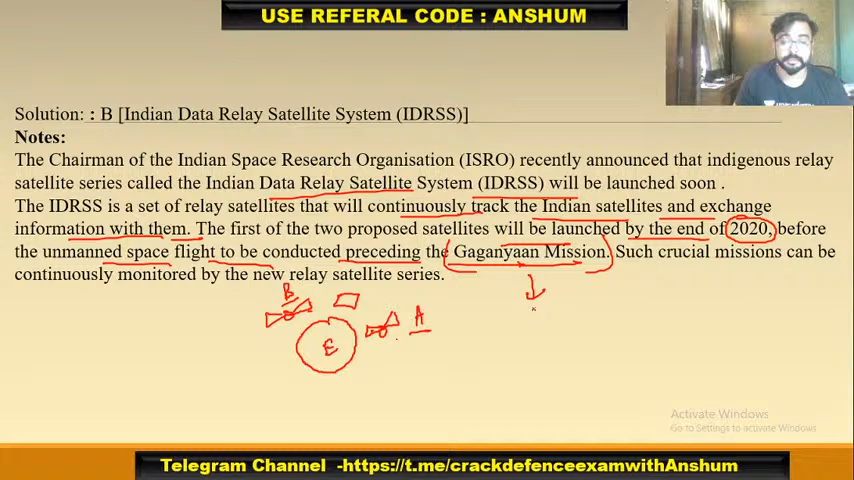 USE REFERAL CODE : ANSHUM
Solution: : B [Indian Data Relay Satellite System (IDRSS)]
Notes:
The Chairman of the Indian Space Research Organisation (ISRO) recently announced that indigenous relay
satellite series called the Indian Data Relay Satellite System (IDRSS) will be launched soon .
The IDRSS is a set of relay satellites that will continuously track the Indian satellites and exchange
information with them. The first of the two proposed satellites will be launched by the end of 2020, before
the unmanned space flight to be conducted preceding the Gaganyaan Mission. Such crucial missions can be
continuously monitored by the new relay satellite series.
B
A
E
Activate Windows
Go to Settings to activate Windows.
Telegram Channel -https://t.me/crackdefenceexamwithAnshum